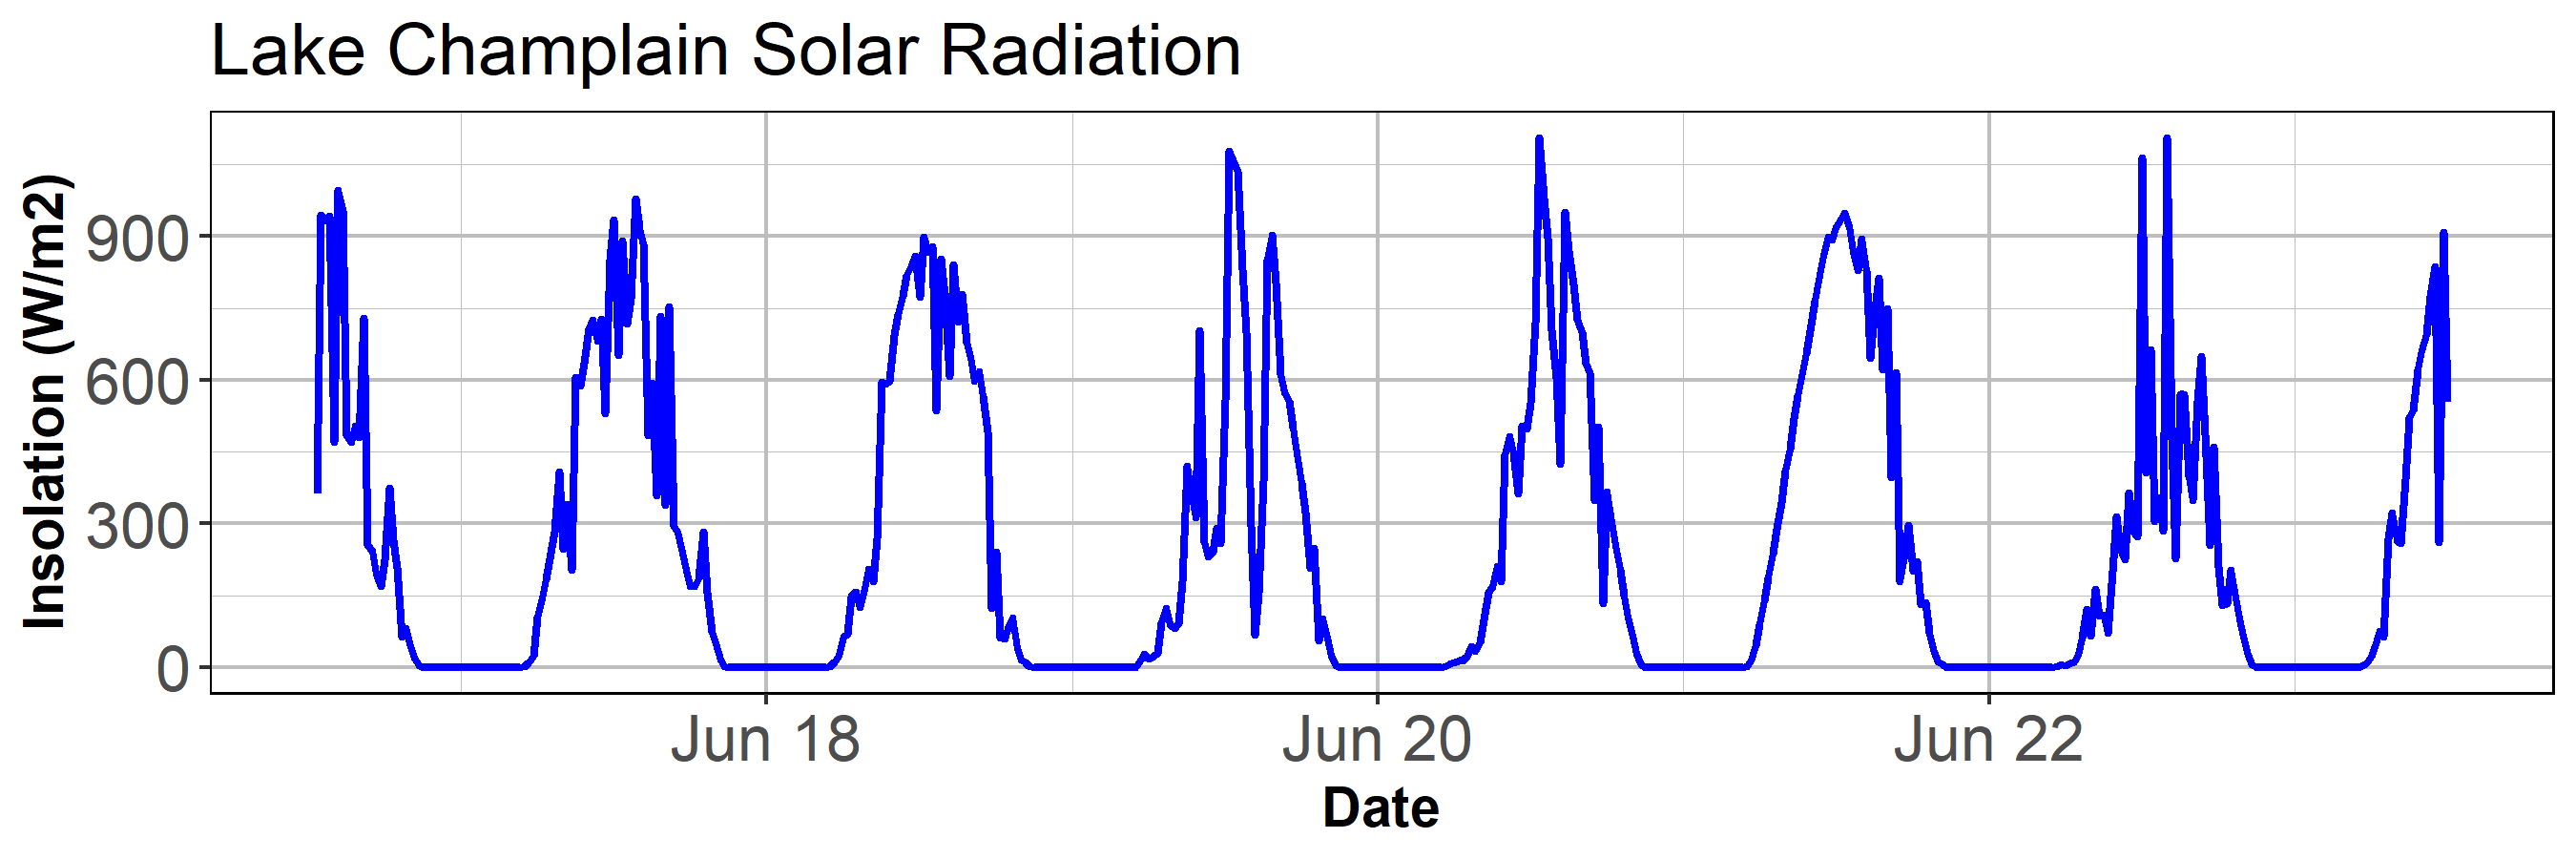 Lake Champlain Solar Radiation
Insolation (W/m2)
900
600
300
0
Jun 18 Jun 20 Jun 22
Date